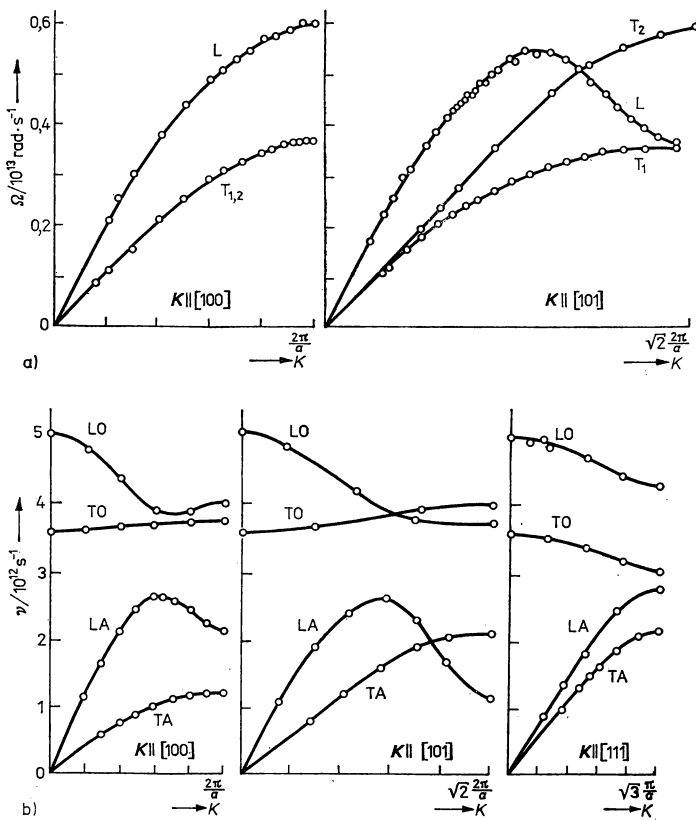 0,6
0,4
0,2
0
Ω/10¹³ rad·s⁻¹
L
T₁,₂
K∥[100]
2π/a
K
T₂
L
T₁
K∥[101]
√2 2π/a
K
a)
5
4
3
2
1
0
ν/10¹² s⁻¹
LO
TO
LA
TA
K∥[100]
2π/a
K
LO
TO
LA
TA
K∥[101]
√2 2π/a
K
LO
TO
LA
TA
K∥[111]
√3 π/a
K
b)